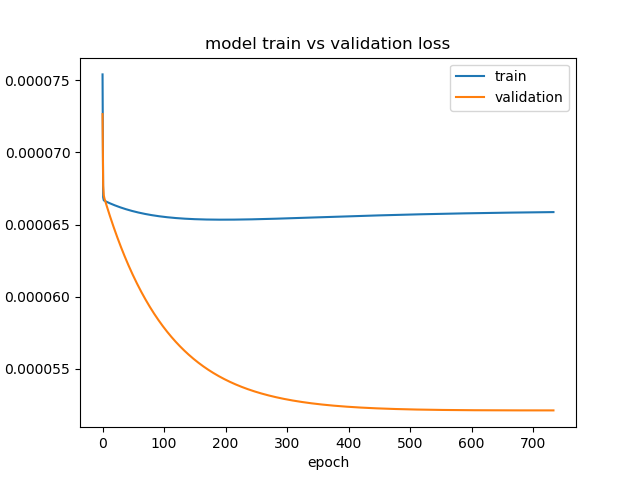 model train vs validation loss
0.000075
0.000070
0.000065
0.000060
0.000055
train
validation
0 100 200 300 400 500 600 700
epoch